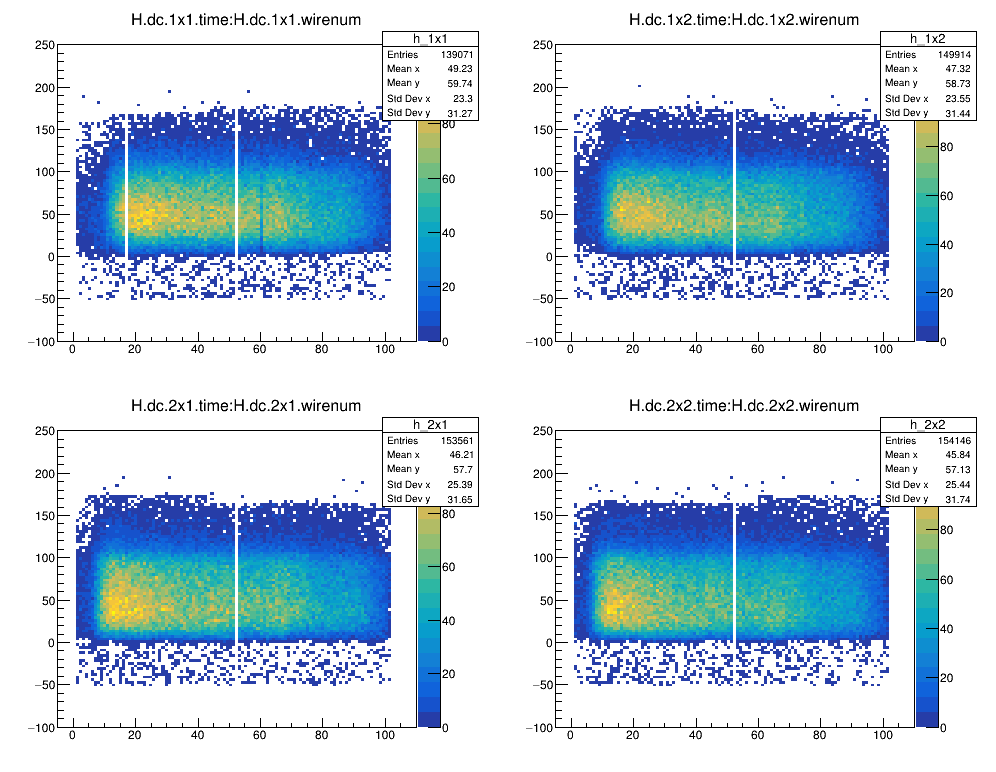 H.dc.1x1.time:H.dc.1x1.wirenum
h_1x1
Entries 139071
Mean x 49.23
Mean y 59.74
Std Dev x 23.3
Std Dev y 31.27
250
200
150
100
50
0
−50
−100
0 20 40 60 80 100
80
60
40
20
0
H.dc.1x2.time:H.dc.1x2.wirenum
h_1x2
Entries 149914
Mean x 47.32
Mean y 58.73
Std Dev x 23.55
Std Dev y 31.44
250
200
150
100
50
0
−50
−100
0 20 40 60 80 100
80
60
40
20
0
H.dc.2x1.time:H.dc.2x1.wirenum
h_2x1
Entries 153561
Mean x 46.21
Mean y 57.7
Std Dev x 25.39
Std Dev y 31.65
250
200
150
100
50
0
−50
−100
0 20 40 60 80 100
80
60
40
20
0
H.dc.2x2.time:H.dc.2x2.wirenum
h_2x2
Entries 154146
Mean x 45.84
Mean y 57.13
Std Dev x 25.44
Std Dev y 31.74
250
200
150
100
50
0
−50
−100
0 20 40 60 80 100
80
60
40
20
0